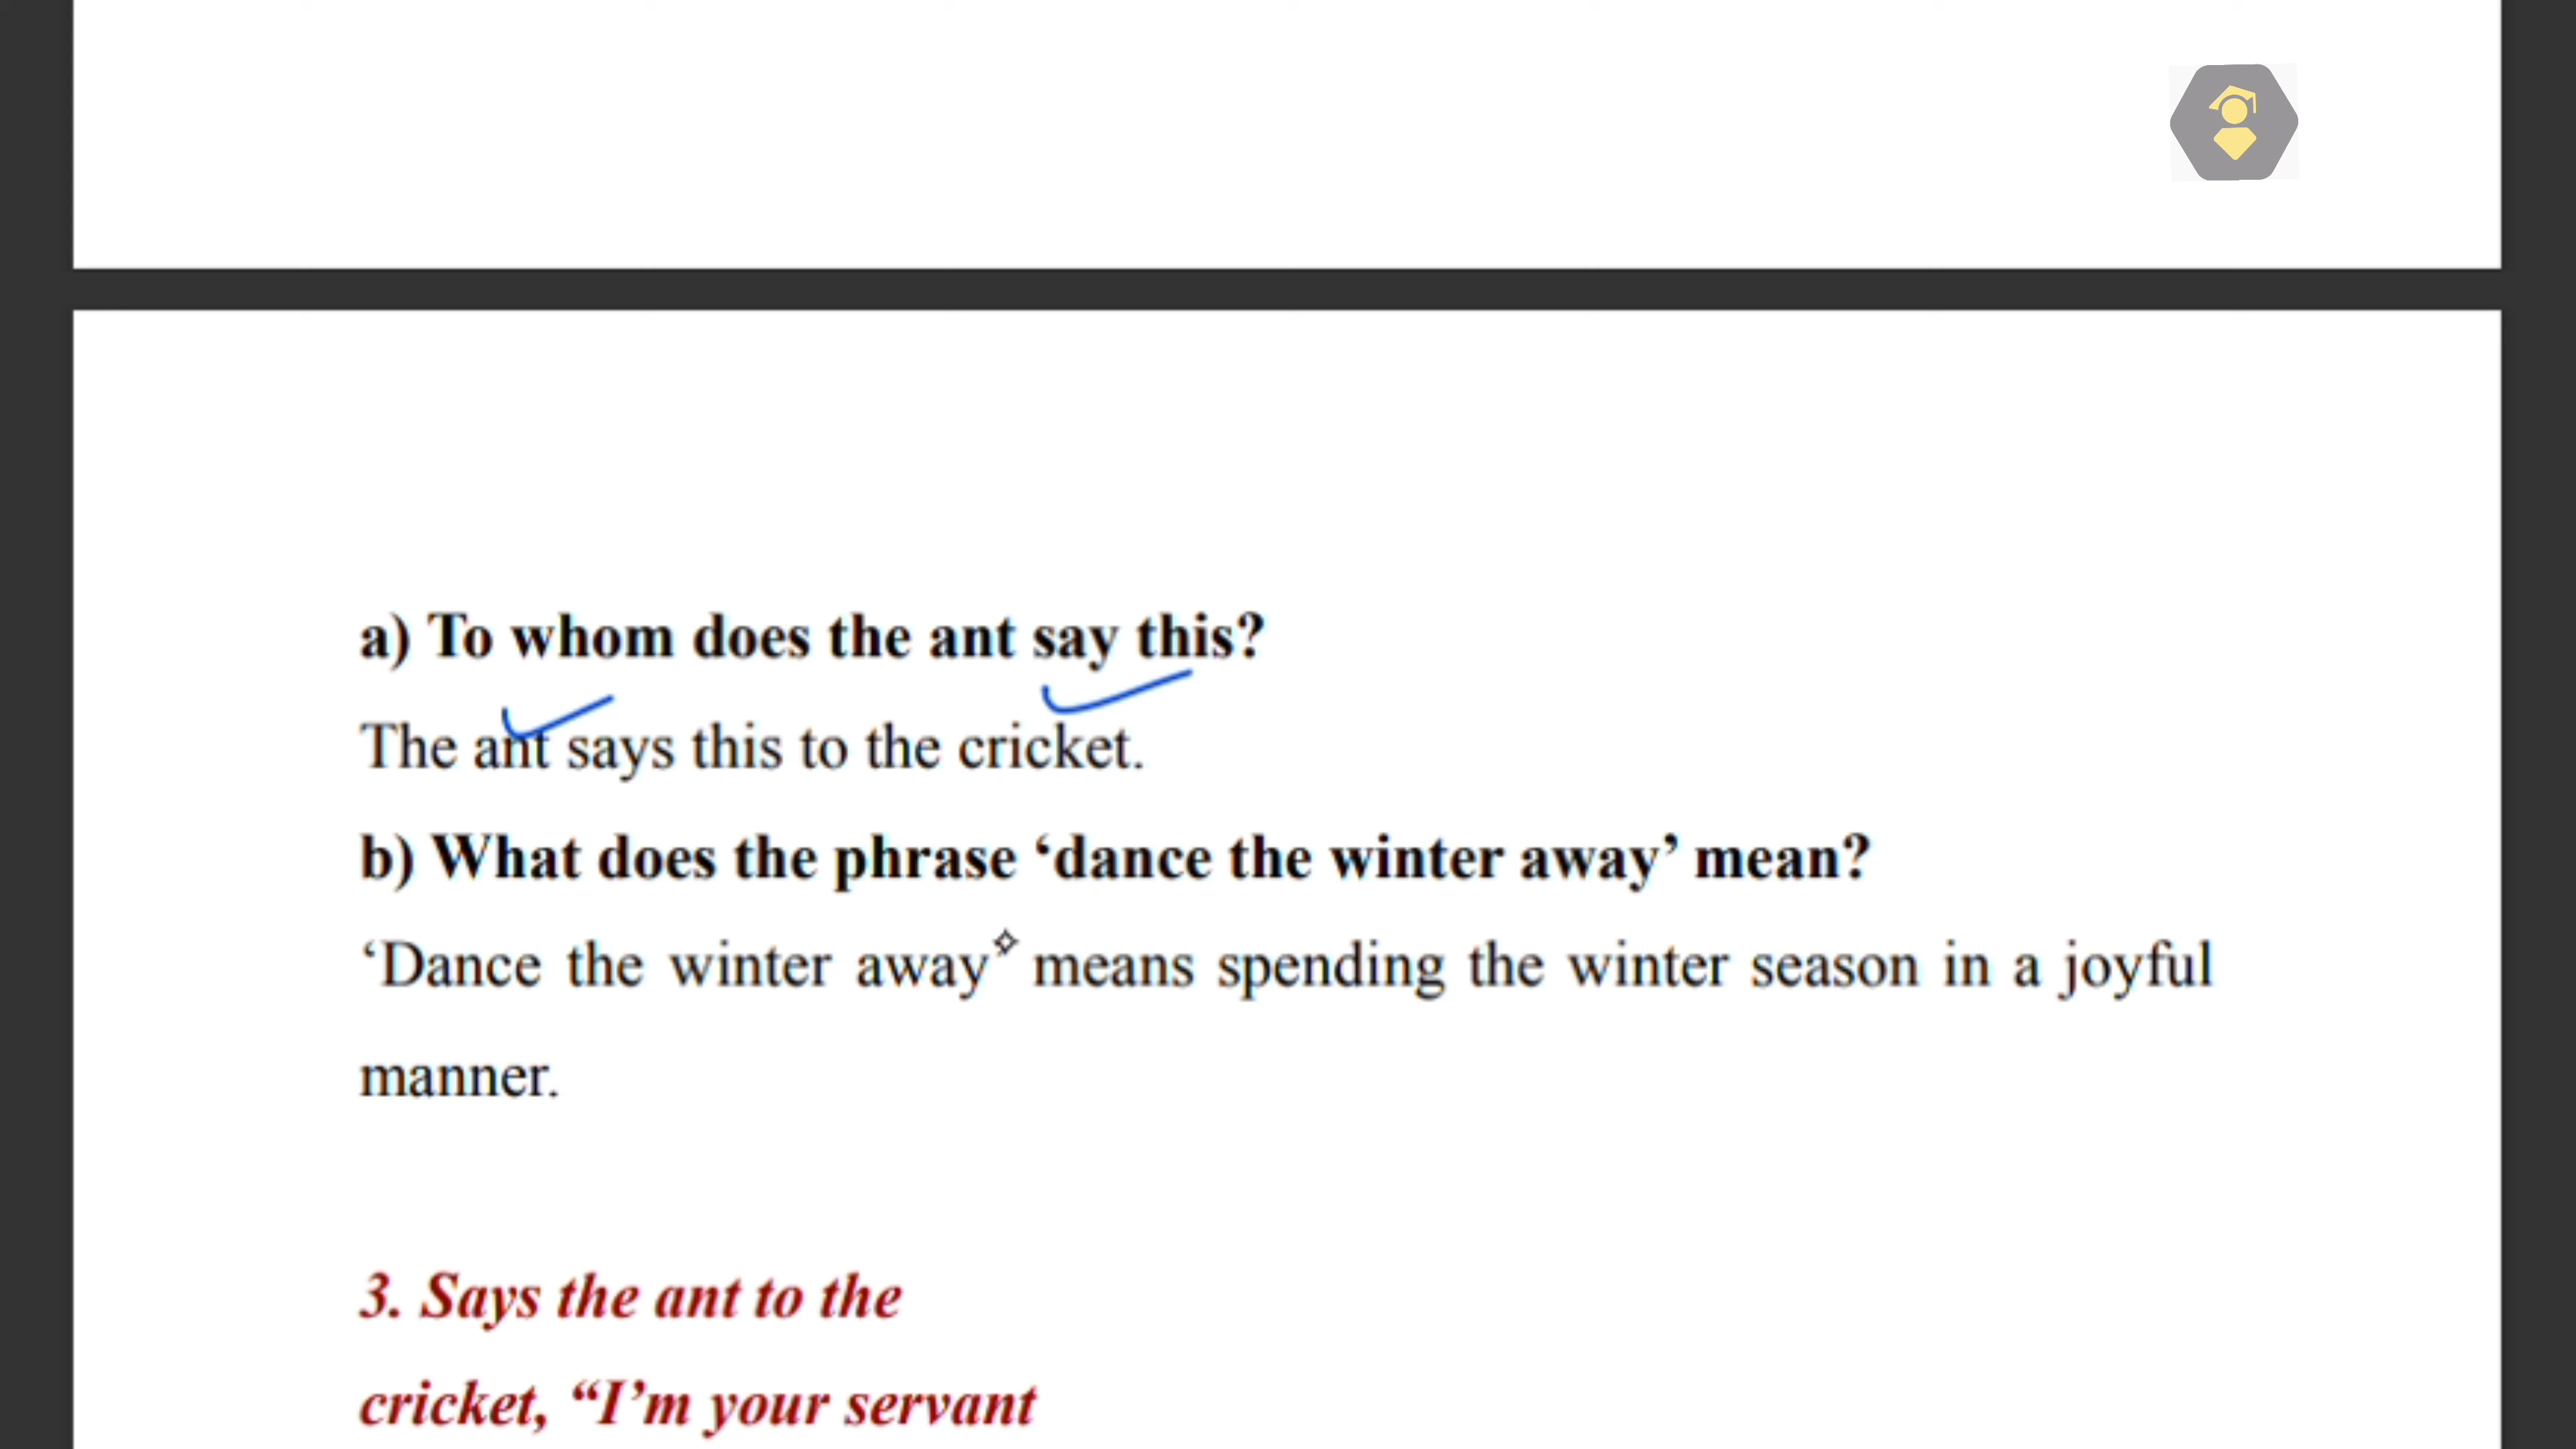 a) To whom does the ant say this?
The ant says this to the cricket.
b) What does the phrase ‘dance the winter away’ mean?
‘Dance the winter away’ means spending the winter season in a joyful
manner.
3. Says the ant to the
cricket, “I’m your servant